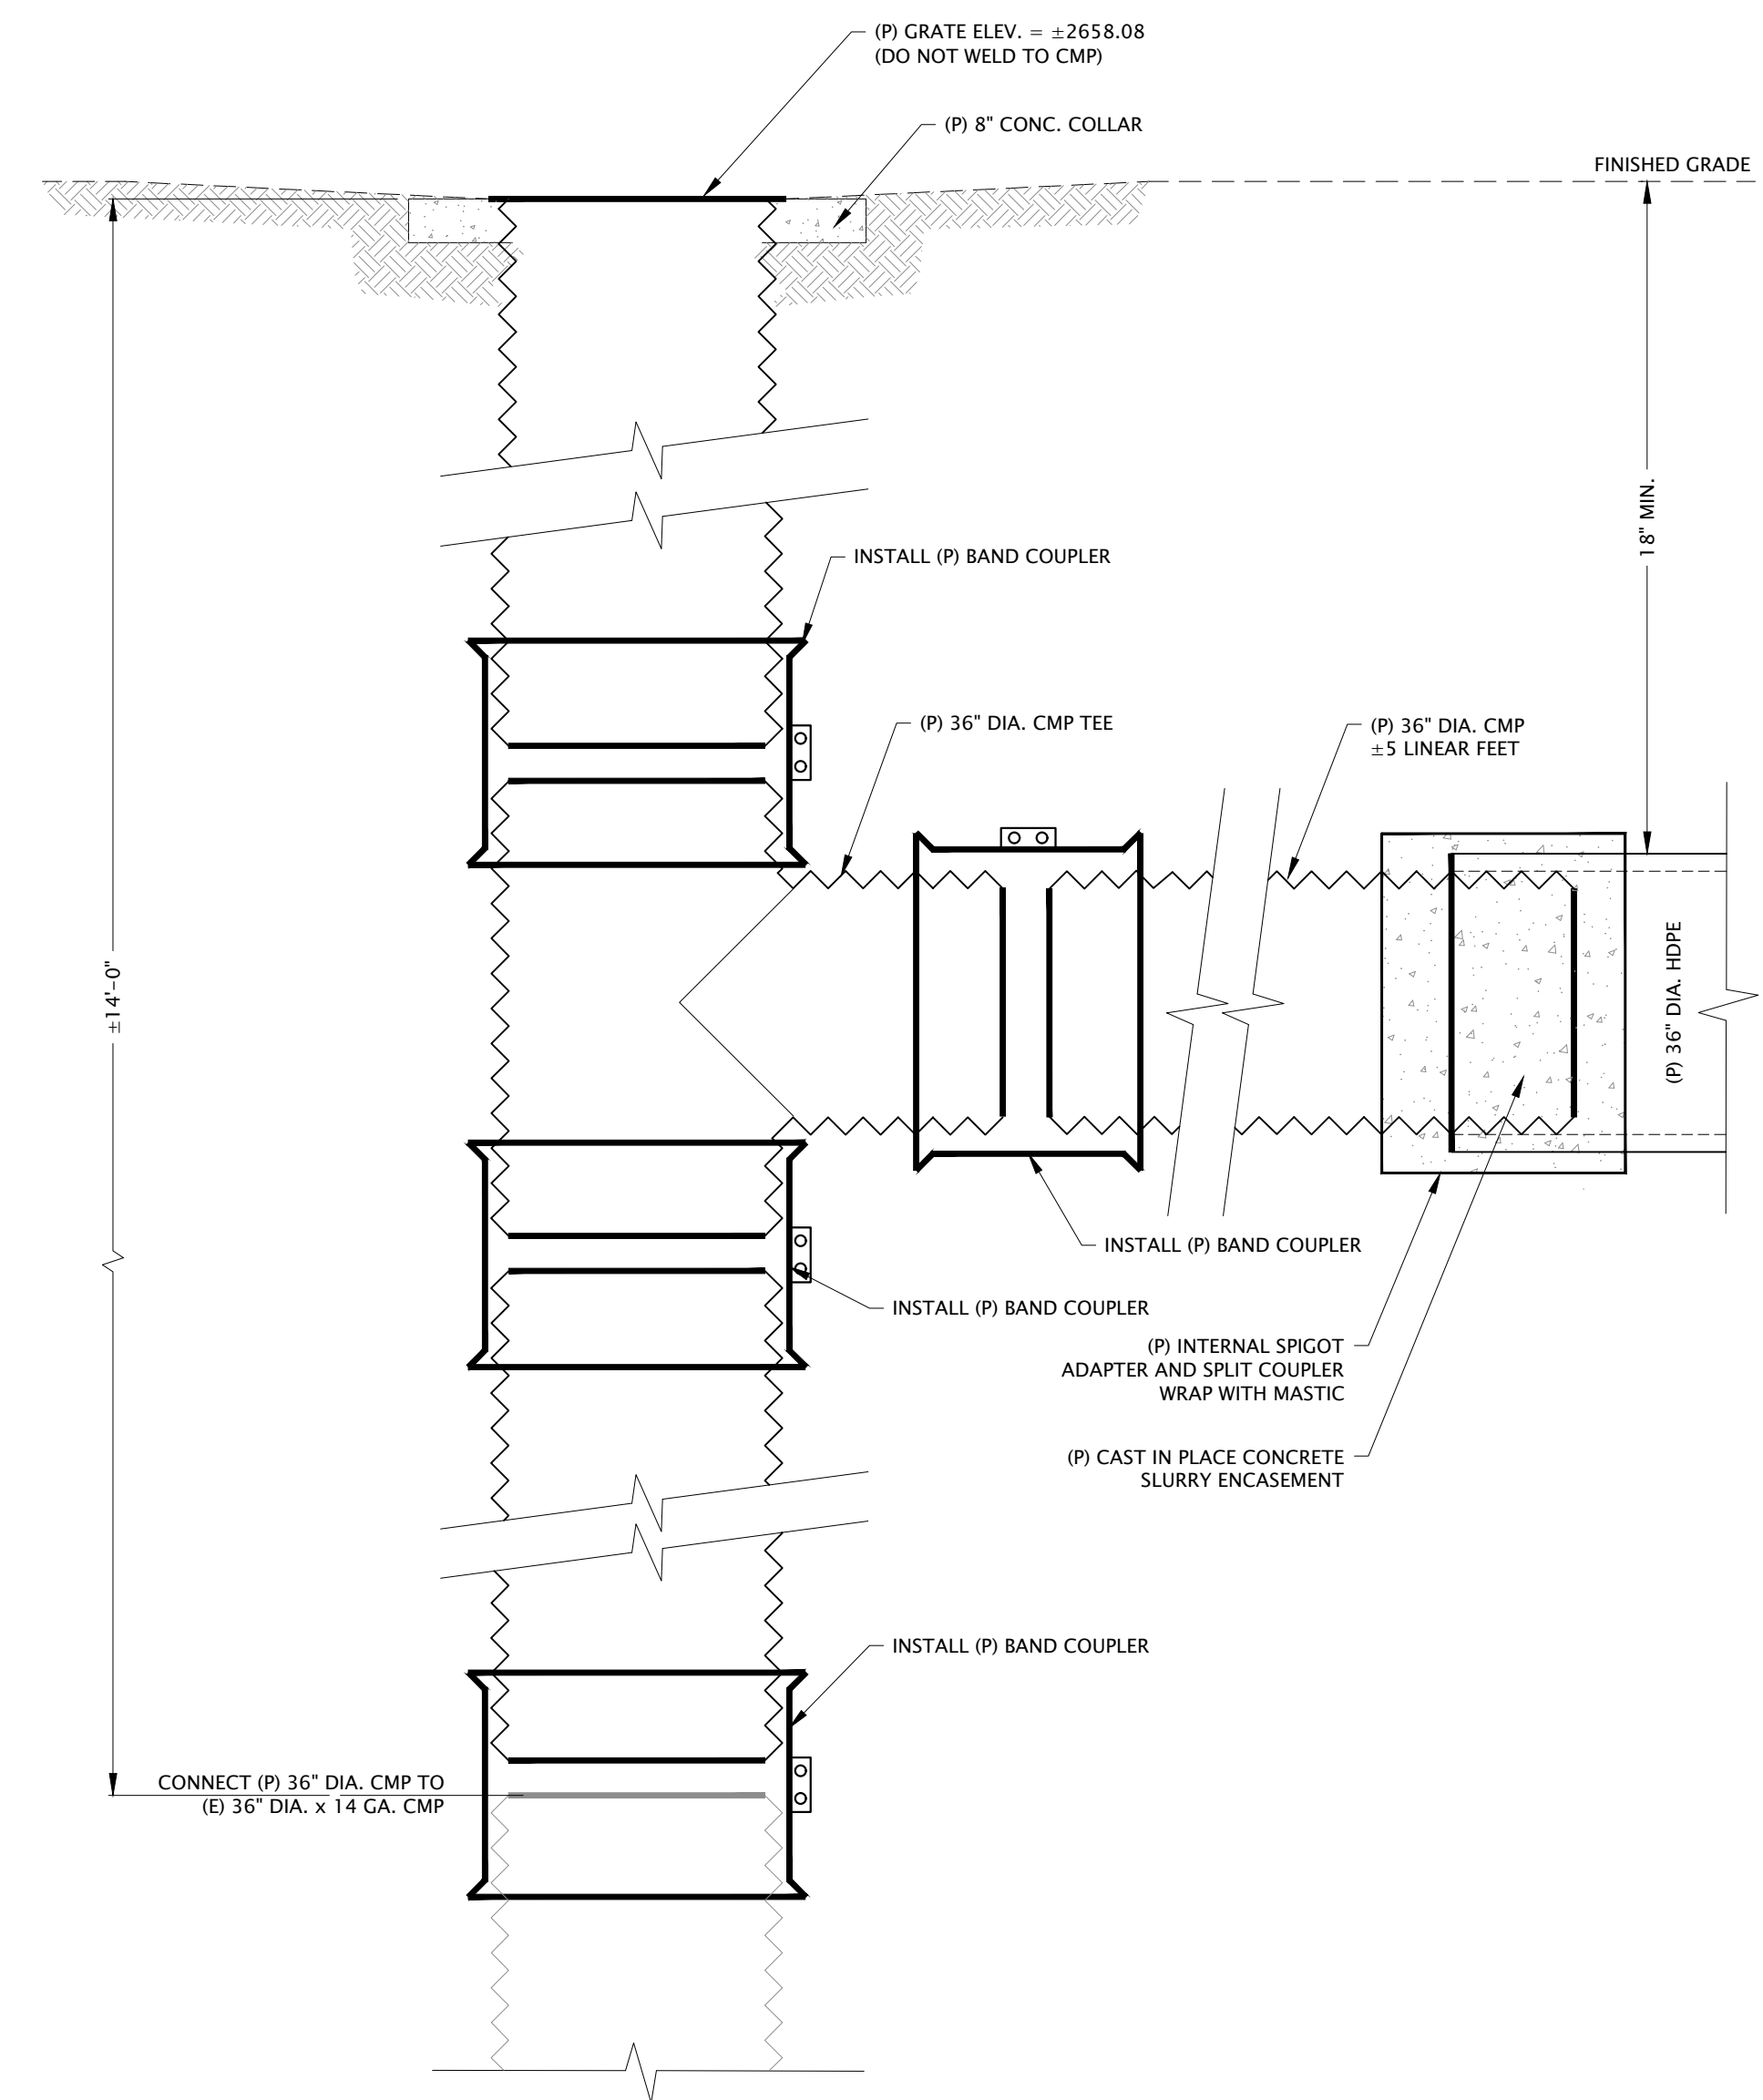 (P) GRATE ELEV. = ±2658.08
(DO NOT WELD TO CMP)
(P) 8" CONC. COLLAR
FINISHED GRADE
18" MIN.
INSTALL (P) BAND COUPLER
(P) 36" DIA. CMP TEE
(P) 36" DIA. CMP
±5 LINEAR FEET
±14'-0"
(P) 36" DIA. HDPE
INSTALL (P) BAND COUPLER
INSTALL (P) BAND COUPLER
(P) INTERNAL SPIGOT
ADAPTER AND SPLIT COUPLER
WRAP WITH MASTIC
(P) CAST IN PLACE CONCRETE
SLURRY ENCASEMENT
INSTALL (P) BAND COUPLER
CONNECT (P) 36" DIA. CMP TO
(E) 36" DIA. x 14 GA. CMP